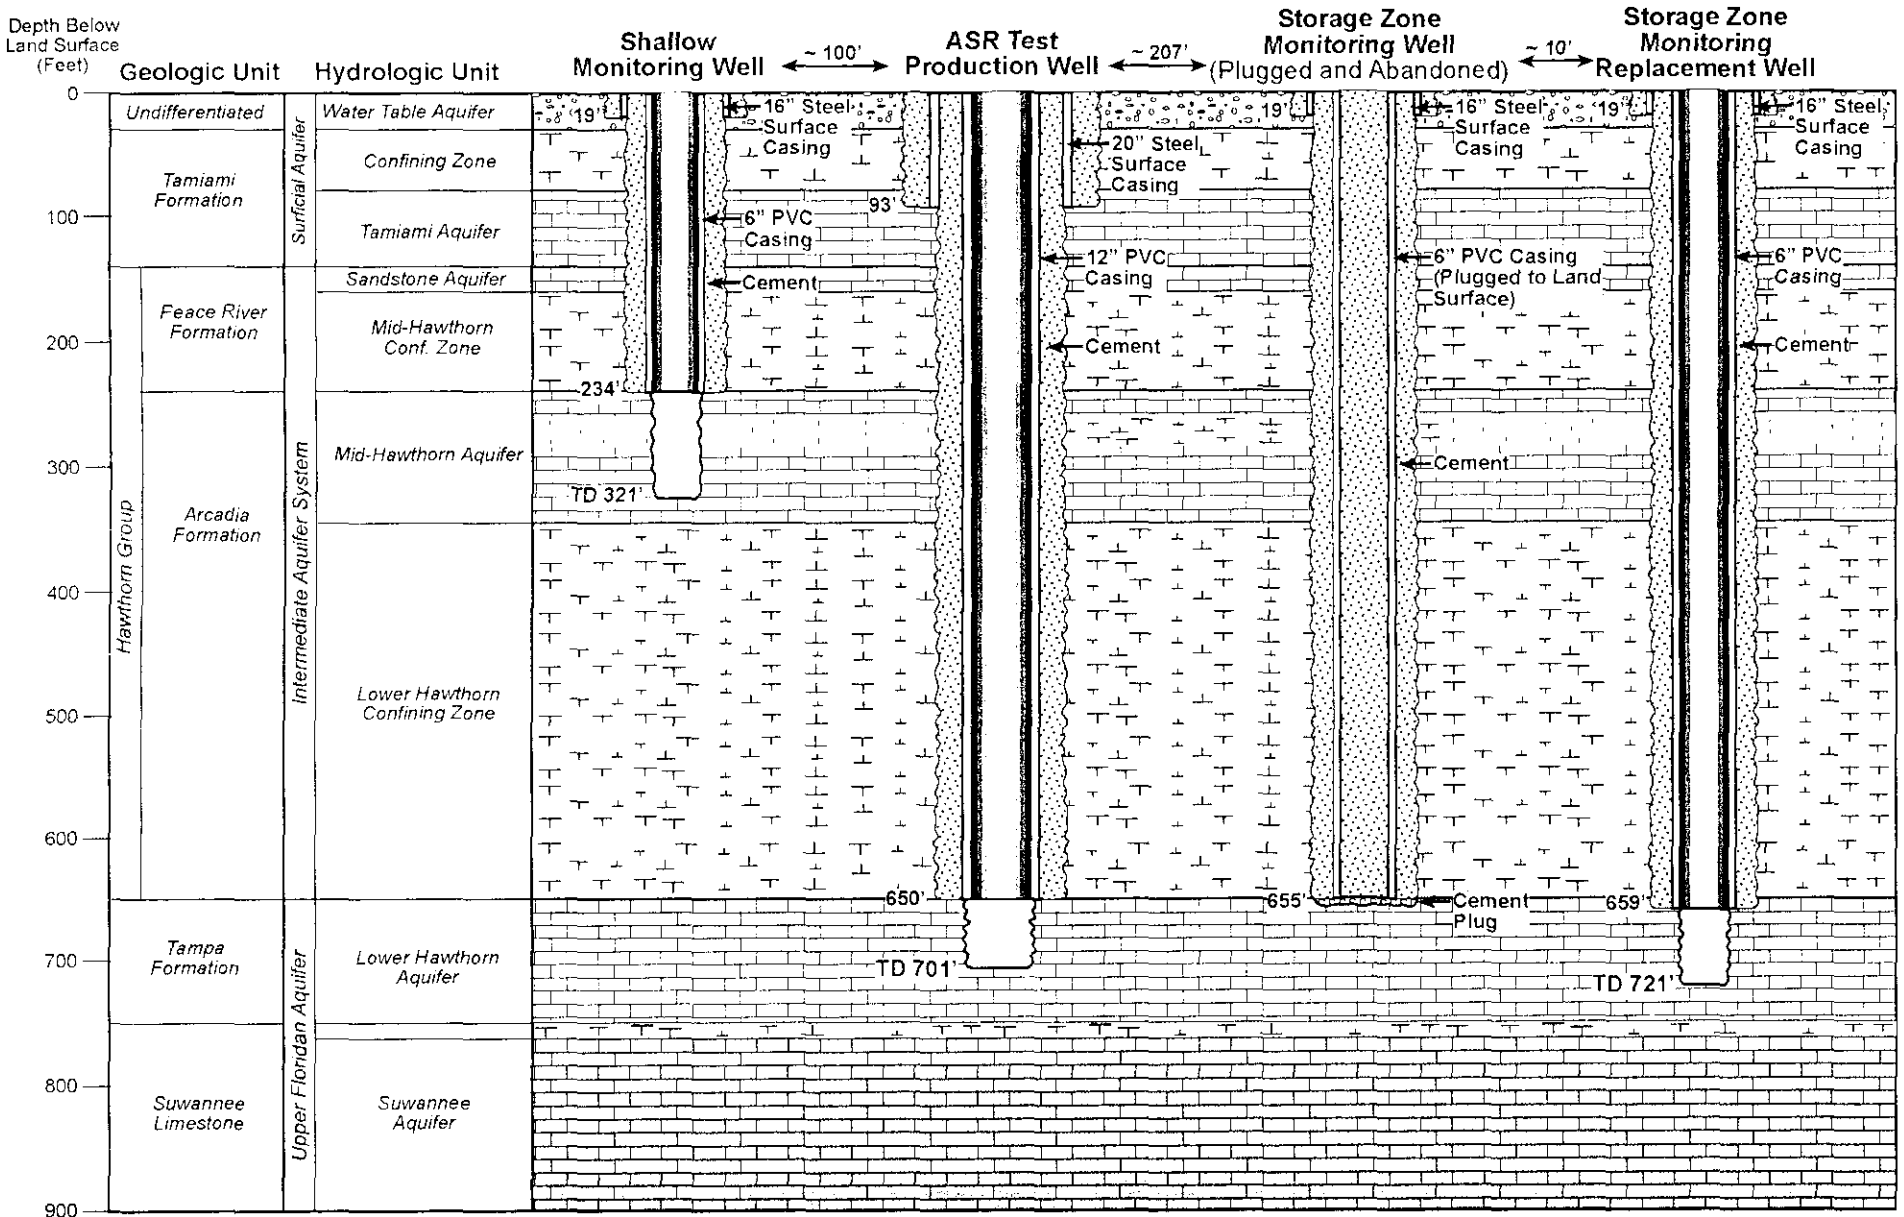 Depth Below
Land Surface
(Feet)
Geologic Unit
Hydrologic Unit
Shallow
Monitoring Well
~ 100'
ASR Test
Production Well
~ 207'
Storage Zone
Monitoring Well
(Plugged and Abandoned)
~ 10'
Storage Zone
Monitoring
Replacement Well
0
100
200
300
400
500
600
700
800
900
Undifferentiated
Tamiami
Formation
Hawthorn Group
Feace River
Formation
Arcadia
Formation
Tampa
Formation
Suwannee
Limestone
Surficial Aquifer
Intermediate Aquifer System
Upper Floridan Aquifer
Water Table Aquifer
Confining Zone
Tamiami Aquifer
Sandstone Aquifer
Mid-Hawthorn
Conf. Zone
Mid-Hawthorn Aquifer
Lower Hawthorn
Confining Zone
Lower Hawthorn
Aquifer
Suwannee
Aquifer
19'
16" Steel
Surface
Casing
6" PVC
Casing
Cement
234'
TD 321'
93'
20" Steel
Surface
Casing
12" PVC
Casing
Cement
650'
TD 701'
19'
16" Steel
Surface
Casing
6" PVC Casing
(Plugged to Land
Surface)
Cement
655'
Cement
Plug
19'
16" Steel
Surface
Casing
6" PVC
Casing
Cement
659'
TD 721'